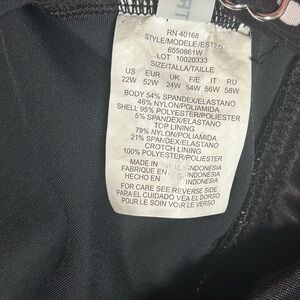 RN 40168
STYLE/MODELE/ESTILO
6550861W
LOT 10020333
SIZE/TALLA/TAILLE
US EUR UK F/E IT RU
22W 52W 24W 54W 56W 58W
BODY 54% SPANDEX/ELASTANO
46% NYLON/POLIAMIDA
SHELL 95% POLYESTER/POLIESTER
5% SPANDEX/ELASTANO
TOP LINING
79% NYLON/POLIAMIDA
21% SPANDEX/ELASTANO
CROTCH LINING
100% POLYESTER/POLIESTER
MADE IN INDONESIA
FABRIQUE EN INDONESIA
HECHO EN INDONESIA
FOR CARE SEE REVERSE SIDE
PARA EL CUIDADO VEA EL DORSO
POUR LE SOIN VOIR LE VERSO